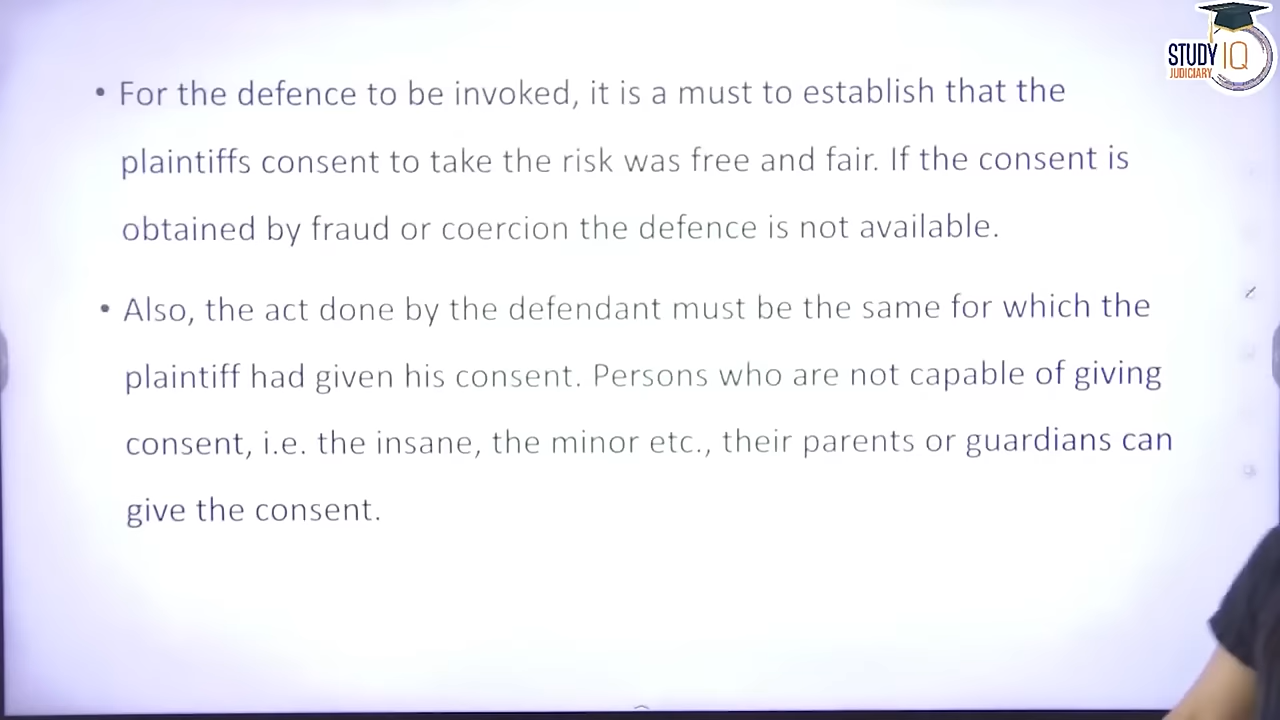 STUDY IQ
JUDICIARY
• For the defence to be invoked, it is a must to establish that the
plaintiffs consent to take the risk was free and fair. If the consent is
obtained by fraud or coercion the defence is not available.
• Also, the act done by the defendant must be the same for which the
plaintiff had given his consent. Persons who are not capable of giving
consent, i.e. the insane, the minor etc., their parents or guardians can
give the consent.